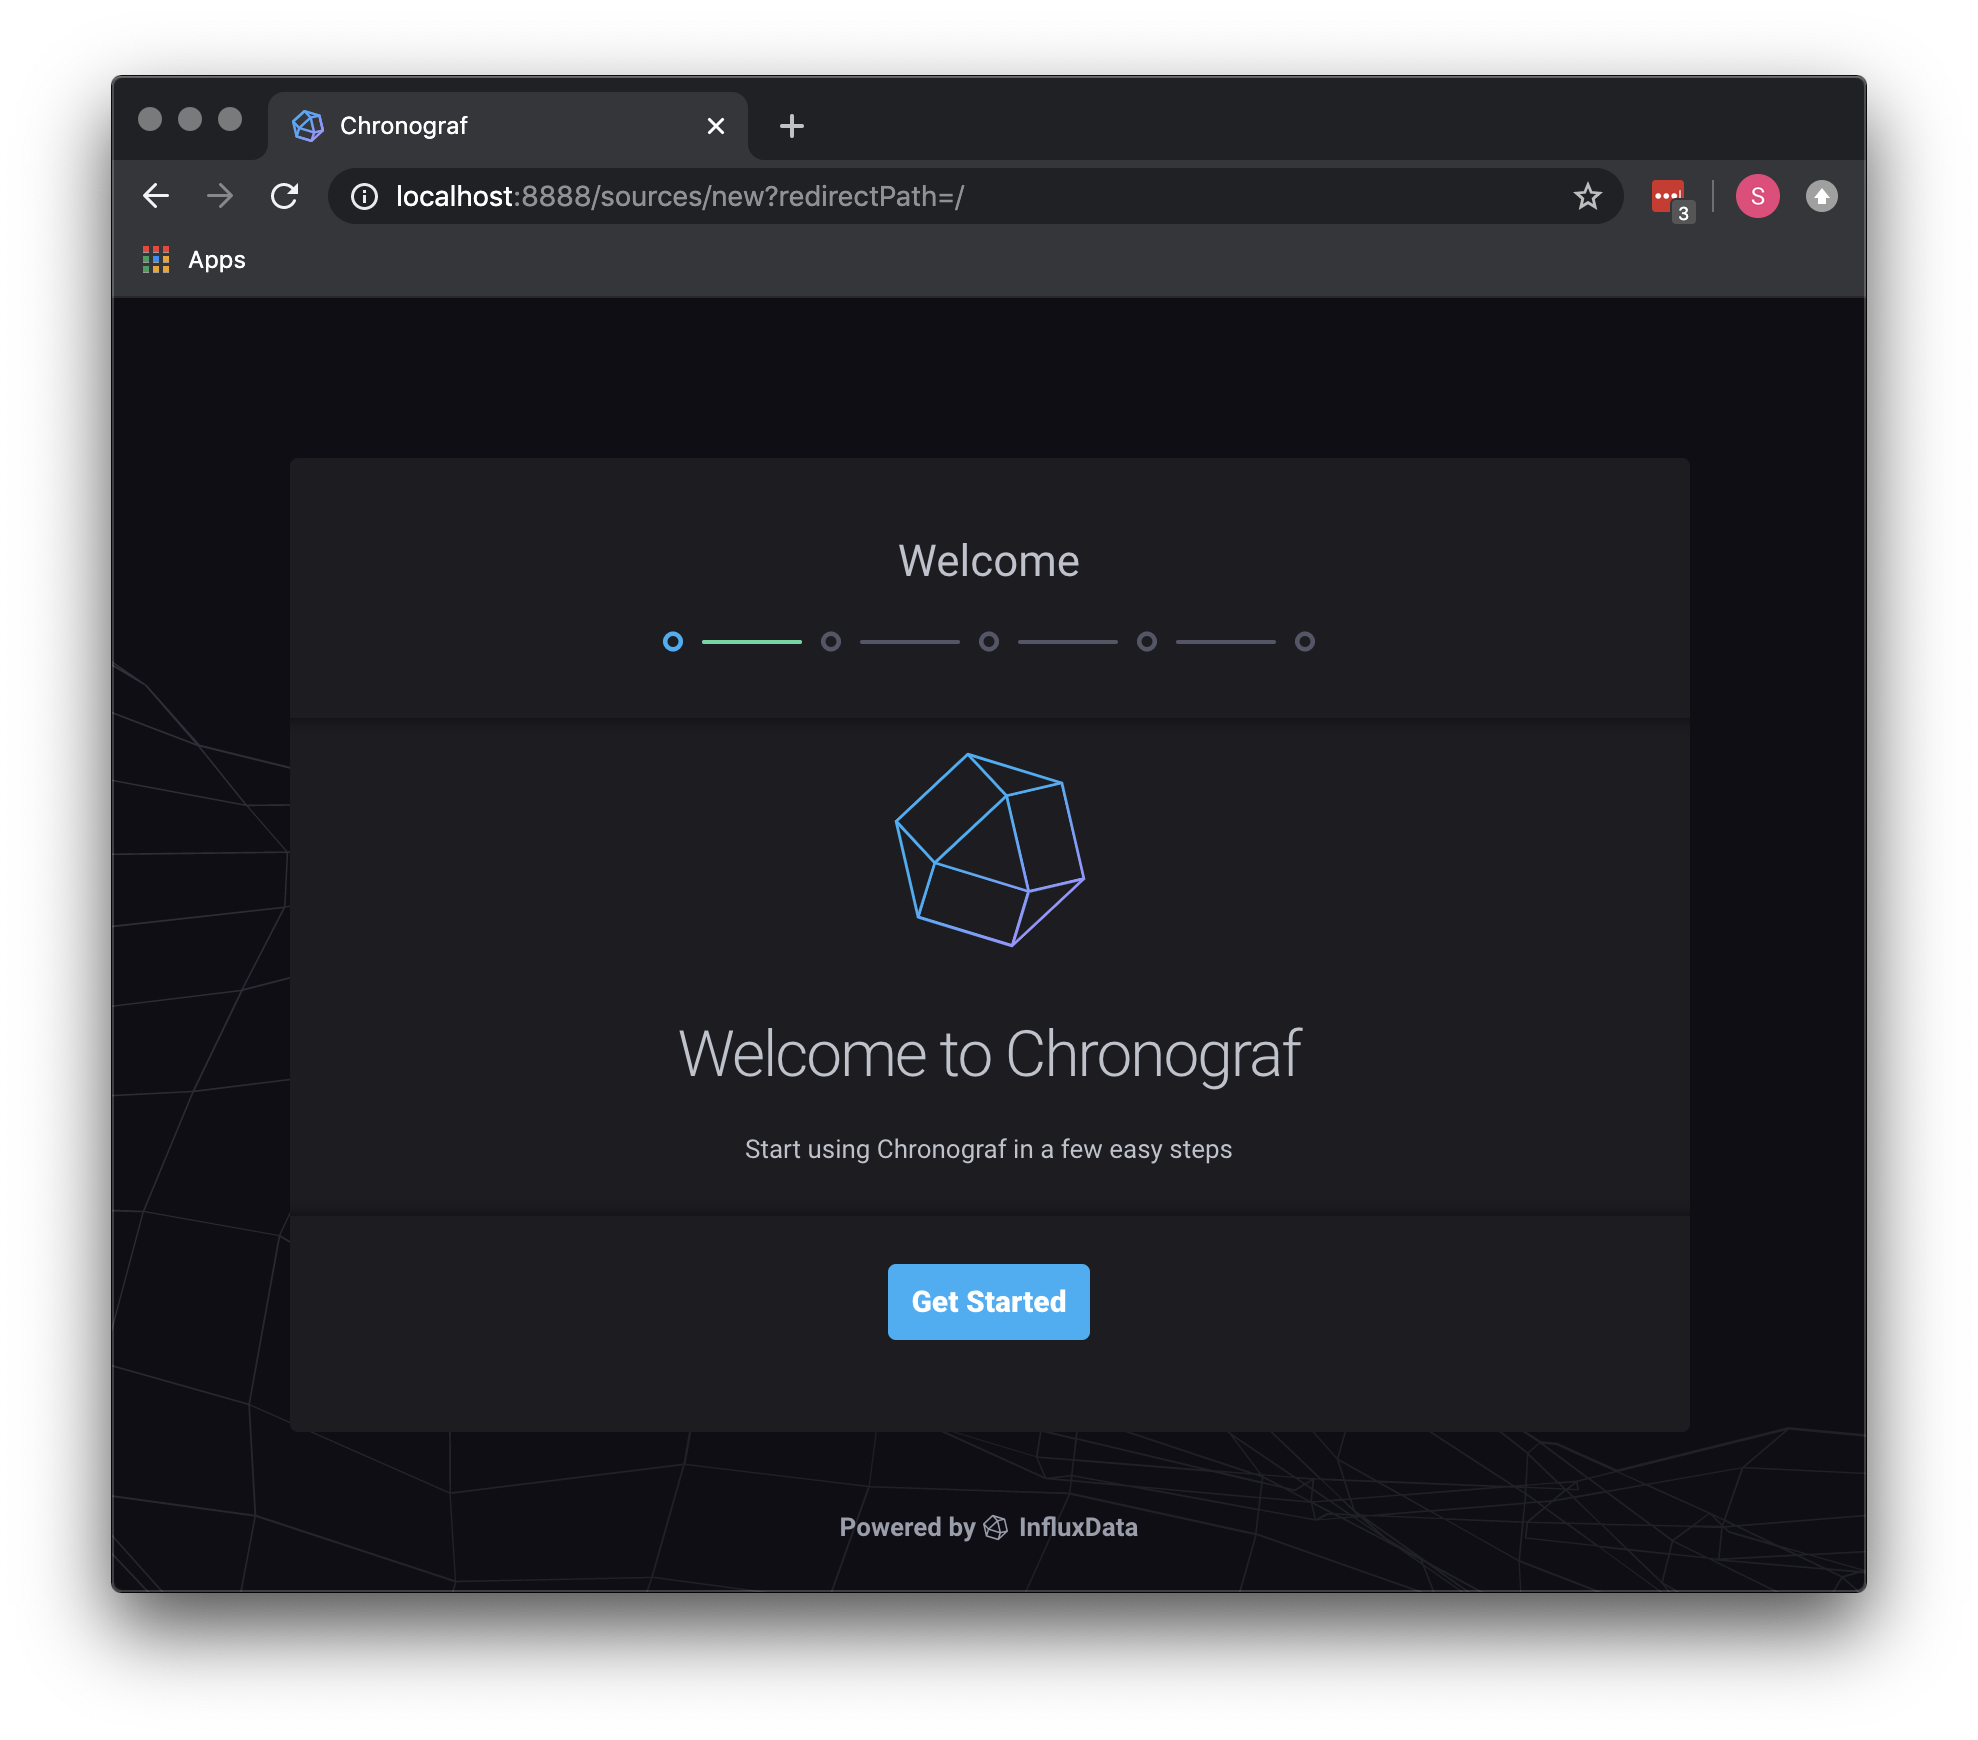 Chronograf
localhost:8888/sources/new?redirectPath=/
3
S
Apps
Welcome
Welcome to Chronograf
Start using Chronograf in a few easy steps
Get Started
Powered by InfluxData